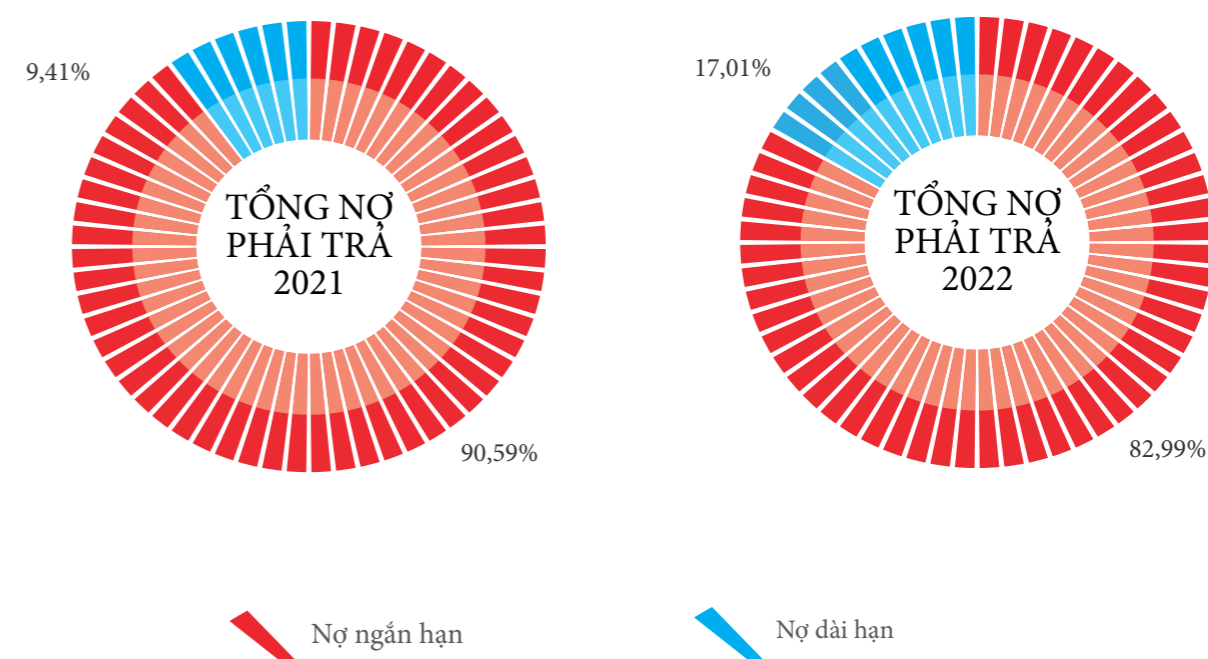 9,41%
TỔNG NỢ
PHẢI TRẢ
2021
90,59%
17,01%
TỔNG NỢ
PHẢI TRẢ
2022
82,99%
Nợ ngắn hạn
Nợ dài hạn